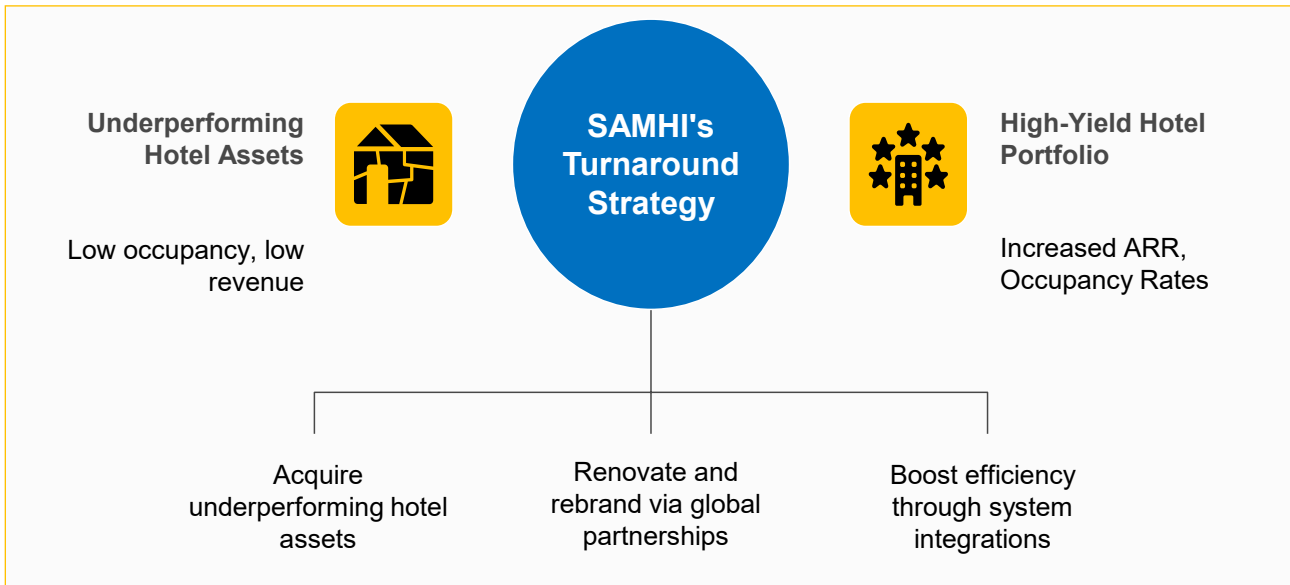 Underperforming
Hotel Assets
Low occupancy, low
revenue
SAMHI's
Turnaround
Strategy
High-Yield Hotel
Portfolio
Increased ARR,
Occupancy Rates
Acquire
underperforming hotel
assets
Renovate and
rebrand via global
partnerships
Boost efficiency
through system
integrations